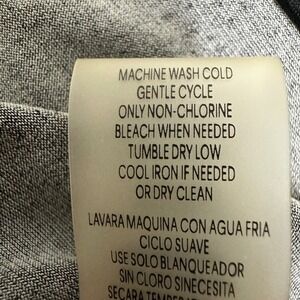 MACHINE WASH COLD
GENTLE CYCLE
ONLY NON-CHLORINE
BLEACH WHEN NEEDED
TUMBLE DRY LOW
COOL IRON IF NEEDED
OR DRY CLEAN
LAVARA MAQUINA CON AGUA FRIA
CICLO SUAVE
USE SOLO BLANQUEADOR
SIN CLORO SINECESITA
SECARA